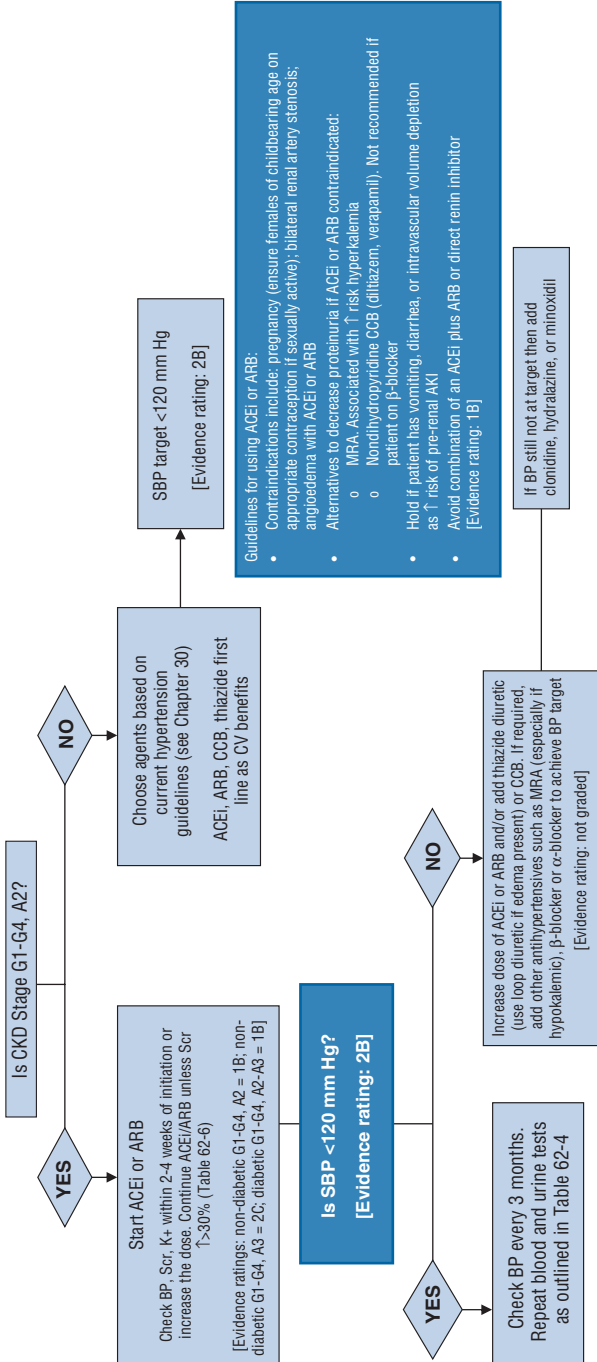 Is CKD Stage G1-G4, A2?
YES
NO
Start ACEi or ARB
Check BP, Scr, K+ within 2-4 weeks of initiation or
increase the dose. Continue ACEi/ARB unless Scr
↑>30% (Table 62-6)
[Evidence ratings: non-diabetic G1-G4, A2 = 1B; non-
diabetic G1-G4, A3 = 2C; diabetic G1-G4, A2-A3 = 1B]
Choose agents based on
current hypertension
guidelines (see Chapter 30)
ACEi, ARB, CCB, thiazide first
line as CV benefits
SBP target <120 mm Hg
[Evidence rating: 2B]
Is SBP <120 mm Hg?
[Evidence rating: 2B]
Guidelines for using ACEi or ARB:
• Contraindications include: pregnancy (ensure females of childbearing age on
appropriate contraception if sexually active); bilateral renal artery stenosis;
angioedema with ACEi or ARB
• Alternatives to decrease proteinuria if ACEi or ARB contraindicated:
o MRA. Associated with ↑ risk hyperkalemia
o Nondihydropyridine CCB (diltiazem, verapamil). Not recommended if
patient on β-blocker
• Hold if patient has vomiting, diarrhea, or intravascular volume depletion
as ↑ risk of pre-renal AKI
• Avoid combination of an ACEi plus ARB or direct renin inhibitor
[Evidence rating: 1B]
YES
NO
Check BP every 3 months.
Repeat blood and urine tests
as outlined in Table 62-4
Increase dose of ACEi or ARB and/or add thiazide diuretic
(use loop diuretic if edema present) or CCB. If required,
add other antihypertensives such as MRA (especially if
hypokalemic), β-blocker or α-blocker to achieve BP target
[Evidence rating: not graded]
If BP still not at target then add
clonidine, hydralazine, or minoxidil